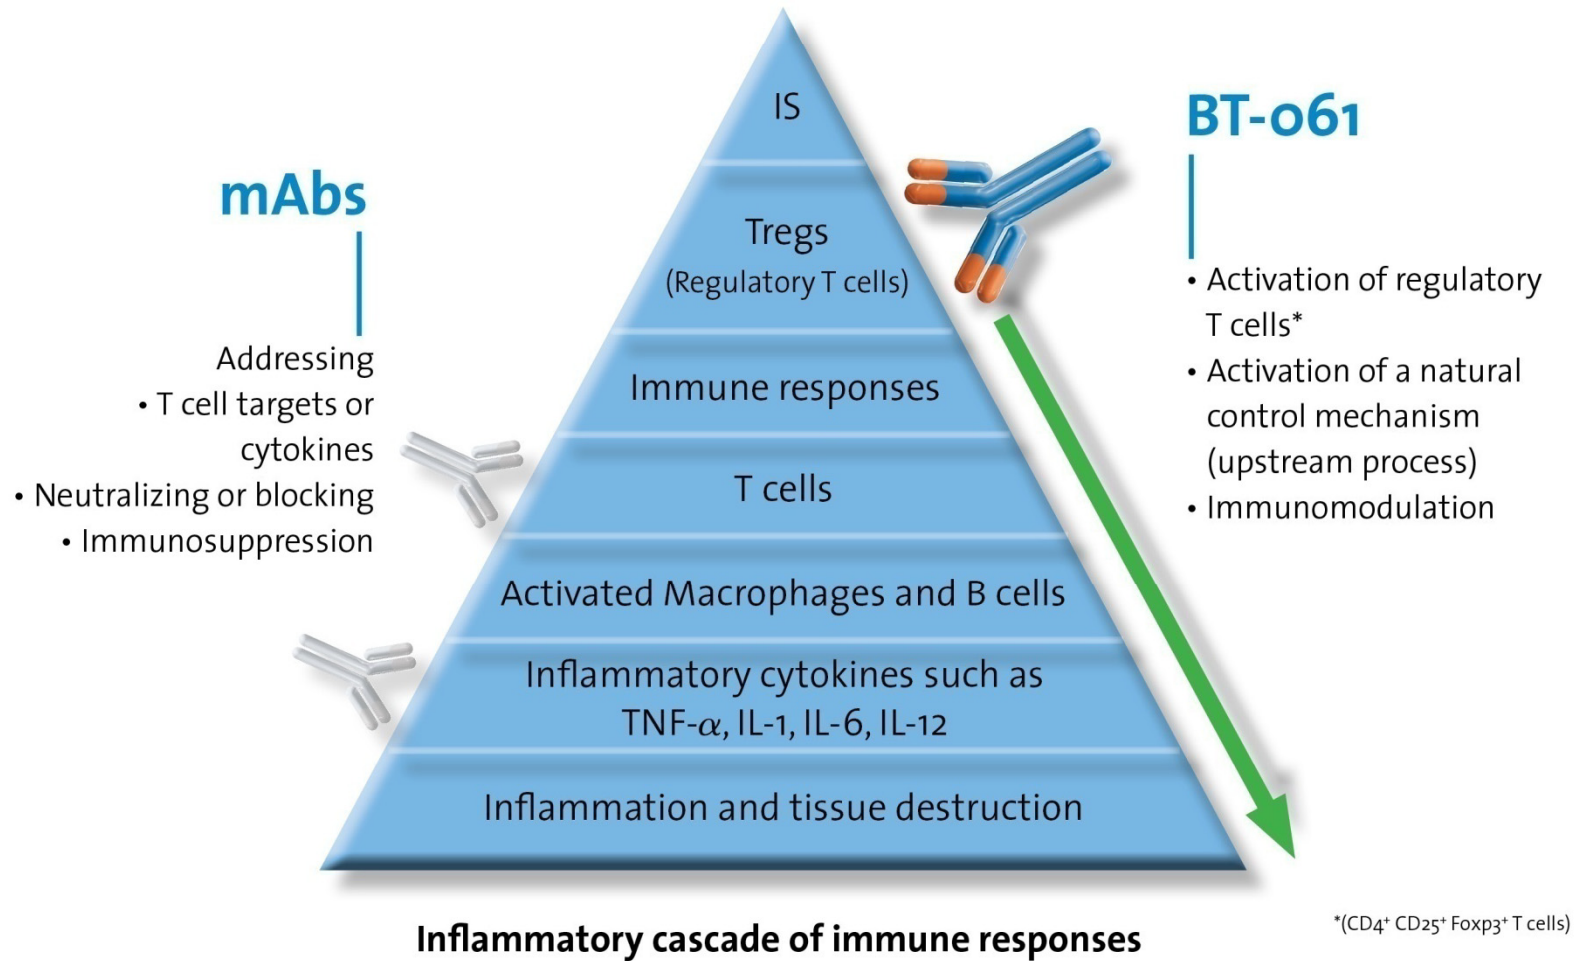 mAbs
Addressing
• T cell targets or
cytokines
• Neutralizing or blocking
• Immunosuppression
IS
Tregs
(Regulatory T cells)
Immune responses
T cells
Activated Macrophages and B cells
Inflammatory cytokines such as
TNF-α, IL-1, IL-6, IL-12
Inflammation and tissue destruction
BT-061
• Activation of regulatory
T cells*
• Activation of a natural
control mechanism
(upstream process)
• Immunomodulation
Inflammatory cascade of immune responses
*(CD4⁺ CD25⁺ Foxp3⁺ T cells)